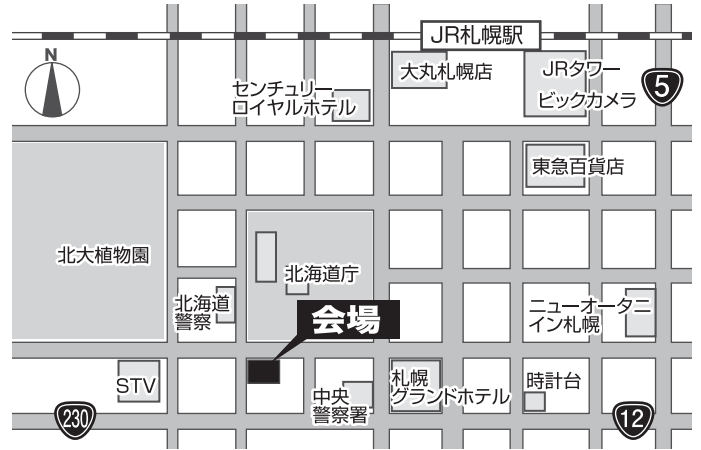 JR札幌駅
N
大丸札幌店
JRタワー
ビックカメラ
5
センチュリー
ロイヤルホテル
東急百貨店
北大植物園
北海道庁
北海道
警察
会場
ニューオータニ
イン札幌
STV
中央
警察署
札幌
グランドホテル
時計台
230
12